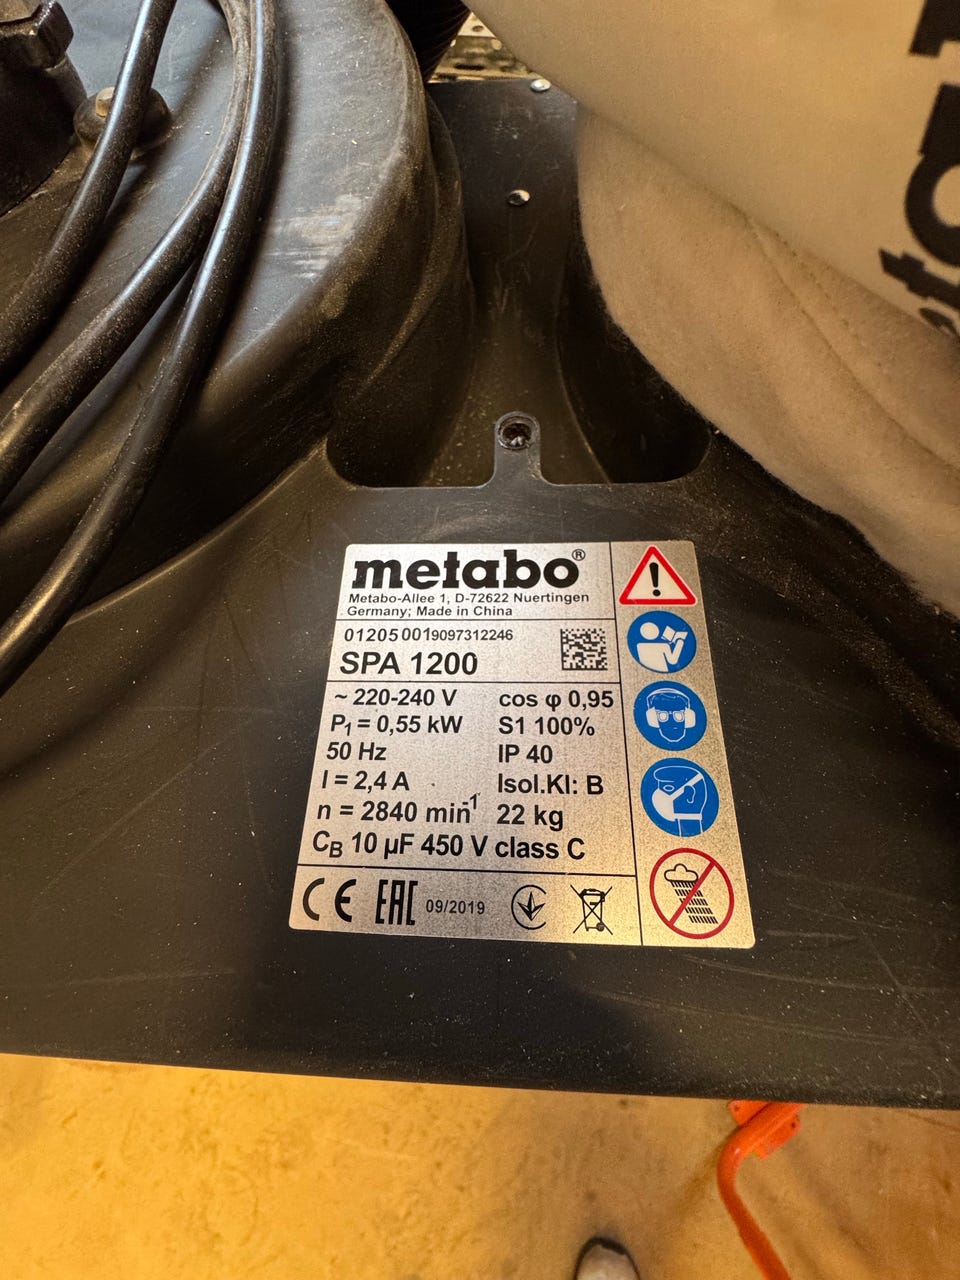 metabo®
Metabo-Allee 1, D-72622 Nuertingen
Germany; Made in China
01205 0019097312246
SPA 1200
~ 220-240 V cos φ 0,95
P₁ = 0,55 kW S1 100%
50 Hz IP 40
I = 2,4 A Isol.Kl: B
n = 2840 min⁻¹ 22 kg
CB 10 µF 450 V class C
CE EAC 09/2019